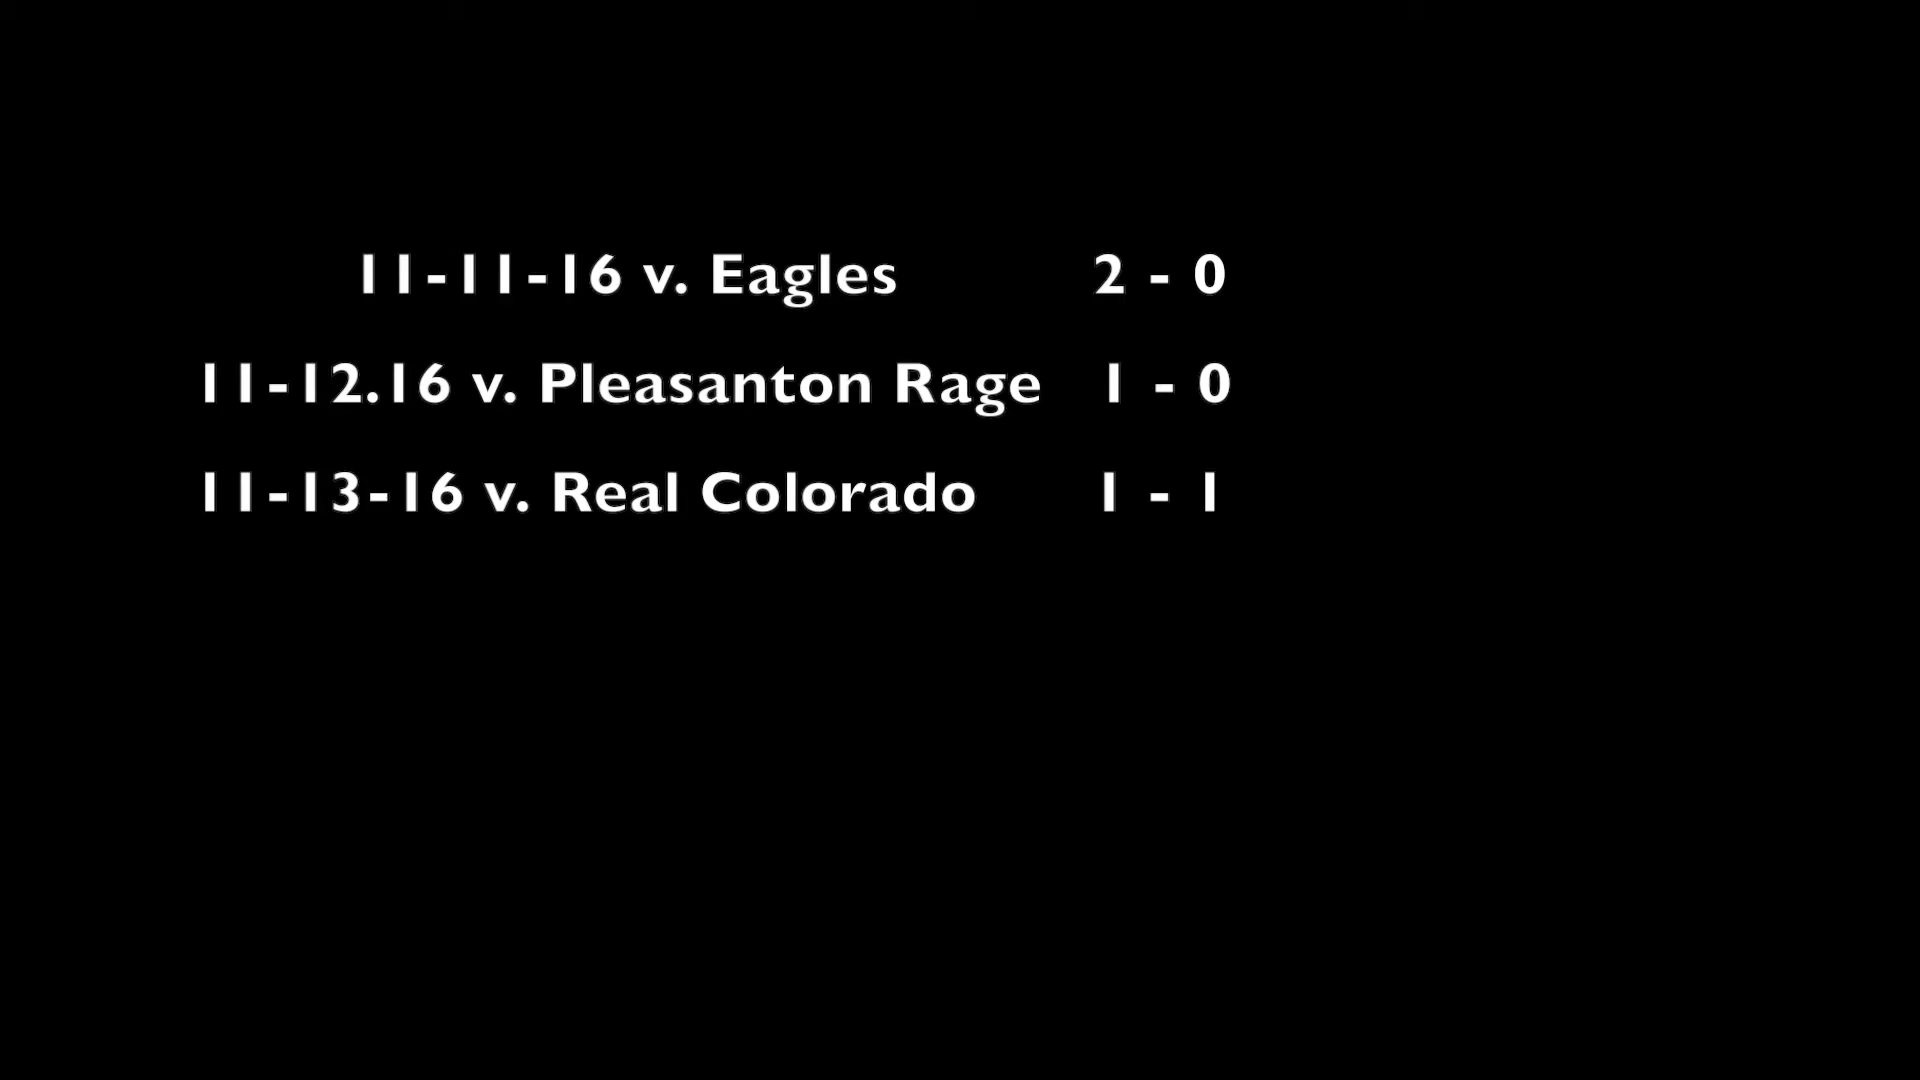 11-11-16 v. Eagles 2 - 0
11-12.16 v. Pleasanton Rage 1 - 0
11-13-16 v. Real Colorado 1 - 1